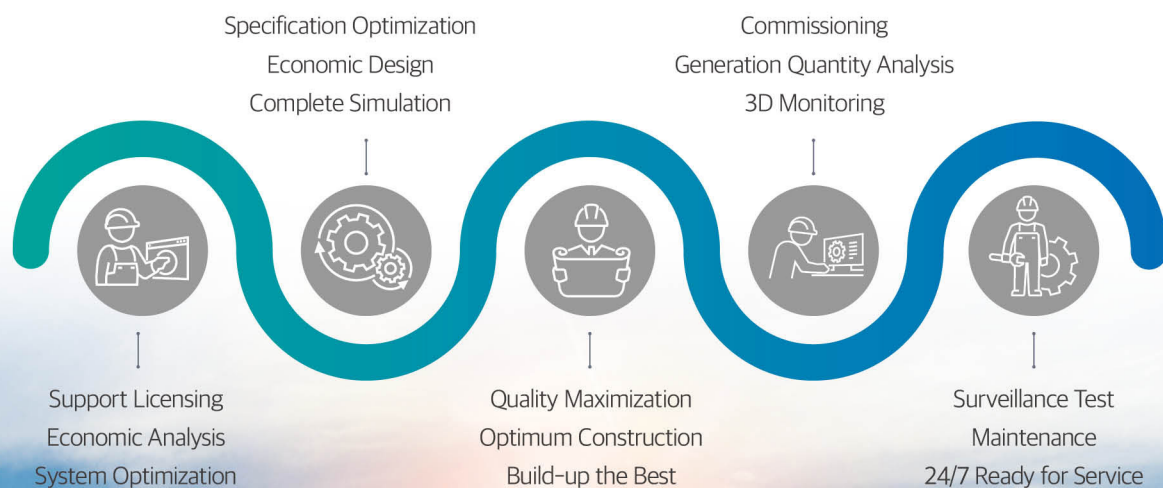 Specification Optimization
Economic Design
Complete Simulation
Commissioning
Generation Quantity Analysis
3D Monitoring
Support Licensing
Economic Analysis
System Optimization
Quality Maximization
Optimum Construction
Build-up the Best
Surveillance Test
Maintenance
24/7 Ready for Service